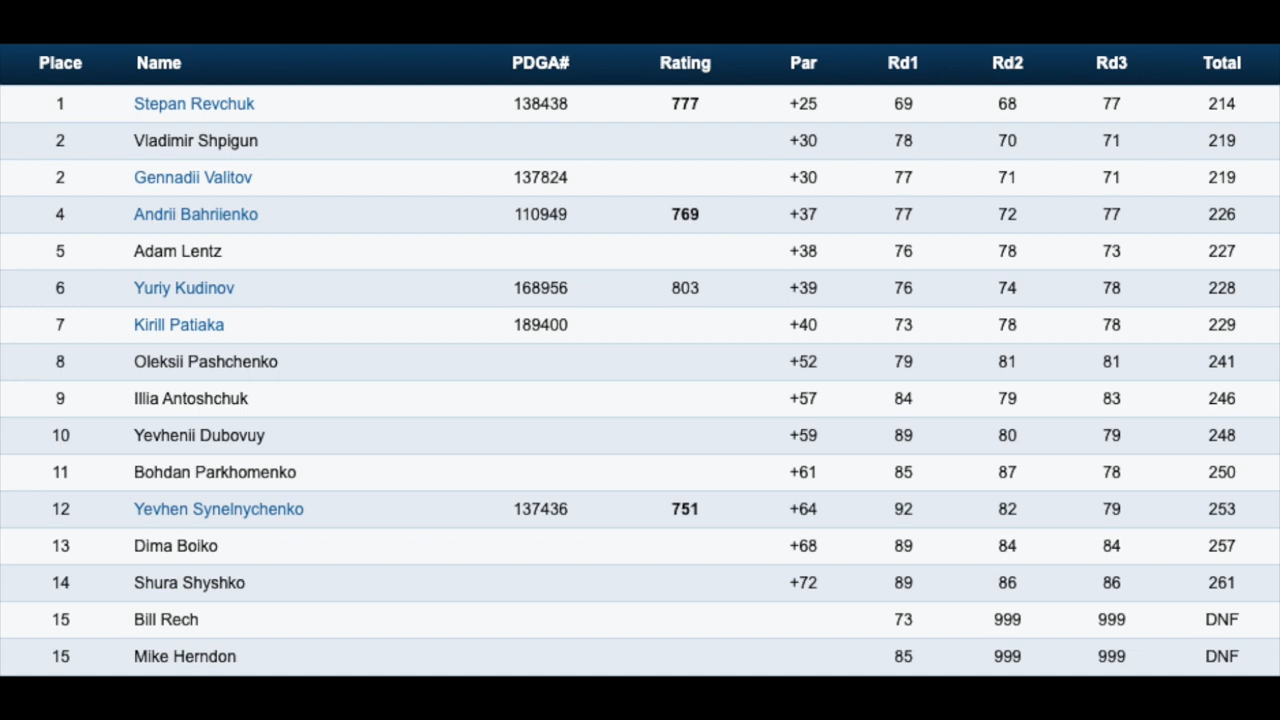 Place Name PDGA# Rating Par Rd1 Rd2 Rd3 Total
1 Stepan Revchuk 138438 777 +25 69 68 77 214
2 Vladimir Shpigun +30 78 70 71 219
2 Gennadii Valitov 137824 +30 77 71 71 219
4 Andrii Bahriienko 110949 769 +37 77 72 77 226
5 Adam Lentz +38 76 78 73 227
6 Yuriy Kudinov 168956 803 +39 76 74 78 228
7 Kirill Patiaka 189400 +40 73 78 78 229
8 Oleksii Pashchenko +52 79 81 81 241
9 Illia Antoshchuk +57 84 79 83 246
10 Yevhenii Dubovuy +59 89 80 79 248
11 Bohdan Parkhomenko +61 85 87 78 250
12 Yevhen Synelnychenko 137436 751 +64 92 82 79 253
13 Dima Boiko +68 89 84 84 257
14 Shura Shyshko +72 89 86 86 261
15 Bill Rech 73 999 999 DNF
15 Mike Herndon 85 999 999 DNF